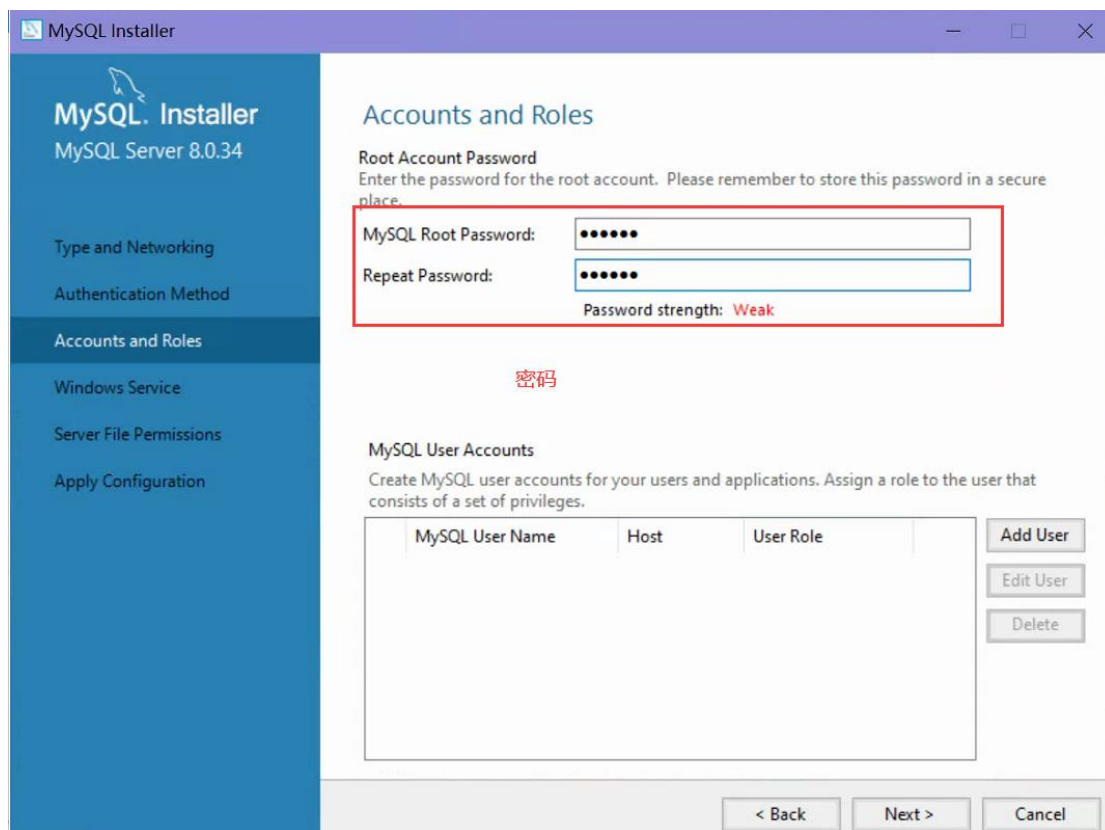 MySQL Installer
MySQL. Installer
MySQL Server 8.0.34
Type and Networking
Authentication Method
Accounts and Roles
Windows Service
Server File Permissions
Apply Configuration
Accounts and Roles
Root Account Password
Enter the password for the root account. Please remember to store this password in a secure
place.
MySQL Root Password: ●●●●●●
Repeat Password: ●●●●●●
Password strength: Weak
密码
MySQL User Accounts
Create MySQL user accounts for your users and applications. Assign a role to the user that
consists of a set of privileges.
MySQL User Name Host User Role
Add User
Edit User
Delete
< Back Next > Cancel